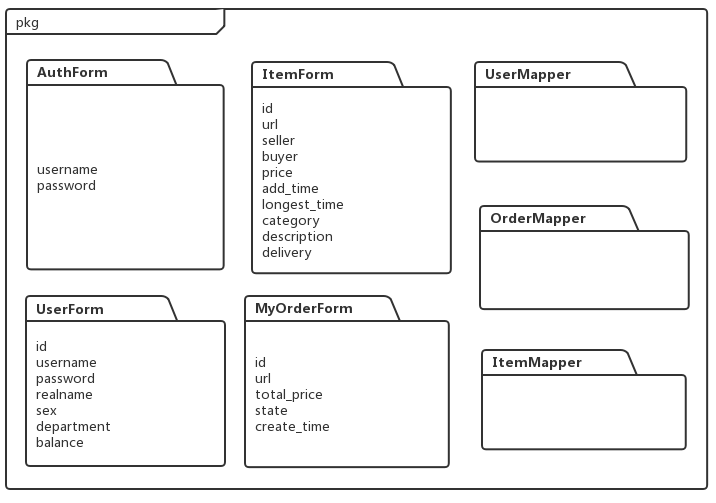 pkg
AuthForm
username
password
ItemForm
id
url
seller
buyer
price
add_time
longest_time
category
description
delivery
UserMapper
OrderMapper
UserForm
id
username
password
realname
sex
department
balance
MyOrderForm
id
url
total_price
state
create_time
ItemMapper